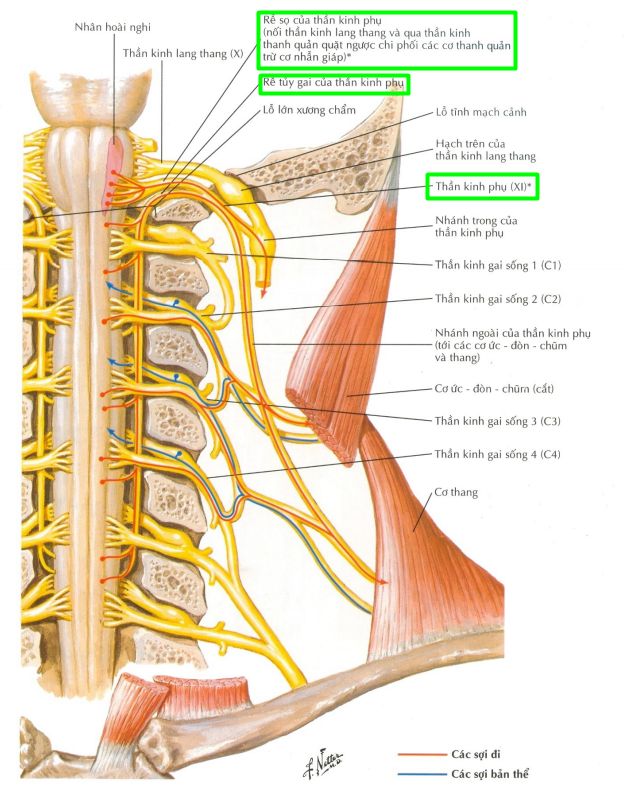 Nhân hoài nghi
Thần kinh lang thang (X)
Rễ sọ của thần kinh phụ
(nối thần kinh lang thang và qua thần kinh
thanh quản quặt ngược chi phối các cơ thanh quản
trừ cơ nhẫn giáp)*
Rễ tủy gai của thần kinh phụ
Lỗ lớn xương chẩm
Lỗ tĩnh mạch cảnh
Hạch trên của
thần kinh lang thang
Thần kinh phụ (XI)*
Nhánh trong của
thần kinh phụ
Thần kinh gai sống 1 (C1)
Thần kinh gai sống 2 (C2)
Nhánh ngoài của thần kinh phụ
(tới các cơ ức - đòn - chũm
và thang)
Cơ ức - đòn - chũm (cắt)
Thần kinh gai sống 3 (C3)
Thần kinh gai sống 4 (C4)
Cơ thang
F. Netter
M.D.
Các sợi đi
Các sợi bản thể